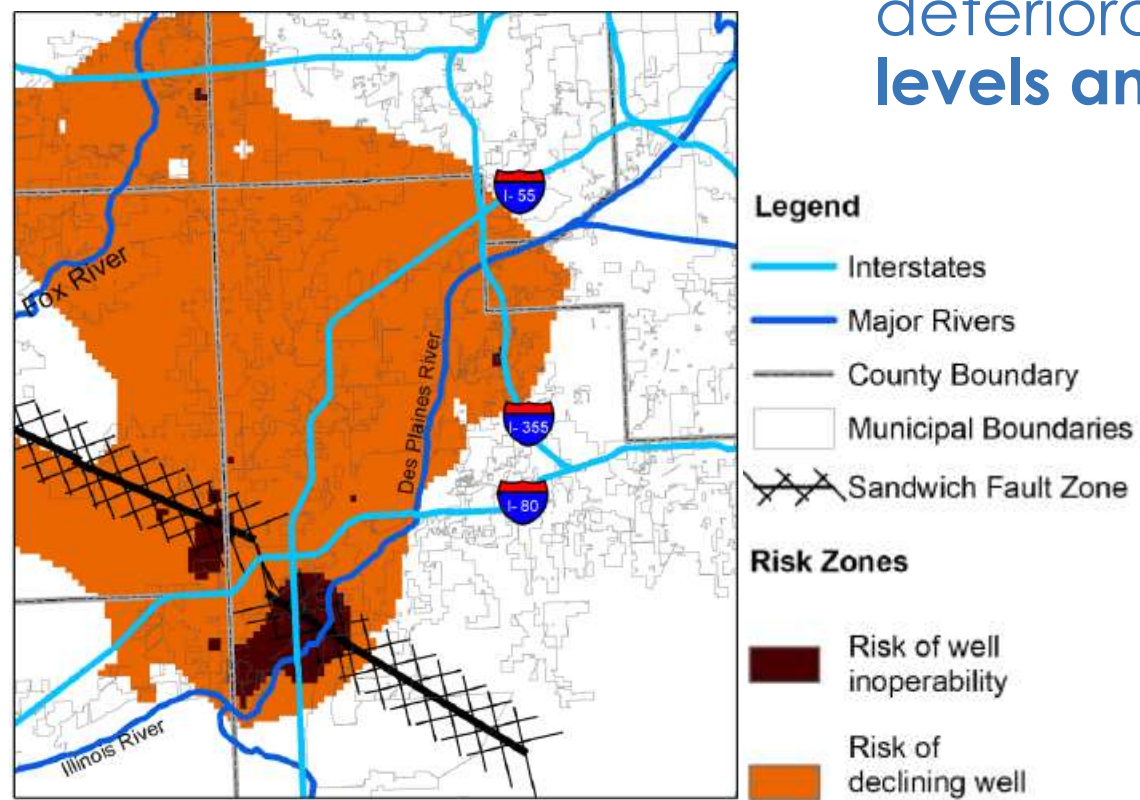 levels an
I- 55
Fox River
Des Plaines River
I- 355
I- 80
Illinois River
Legend
Interstates
Major Rivers
County Boundary
Municipal Boundaries
Sandwich Fault Zone
Risk Zones
Risk of well
inoperability
Risk of
declining well